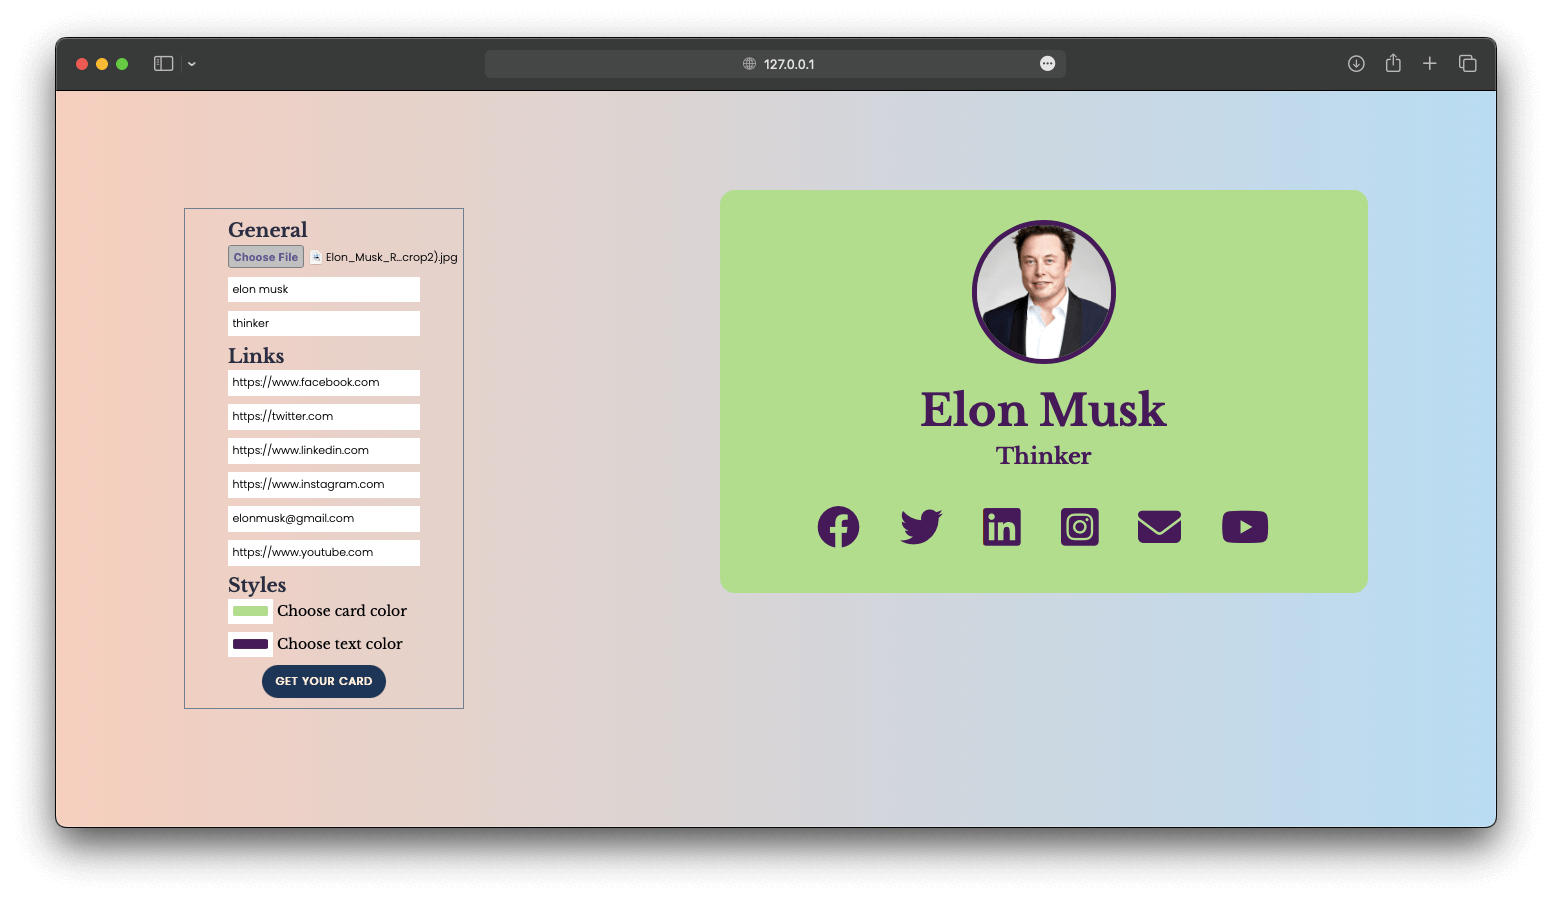 127.0.0.1
General
Choose File Elon_Musk_R...crop2).jpg
elon musk
thinker
Links
https://www.facebook.com
https://twitter.com
https://www.linkedin.com
https://www.instagram.com
elonmusk@gmail.com
https://www.youtube.com
Styles
Choose card color
Choose text color
GET YOUR CARD
Elon Musk
Thinker